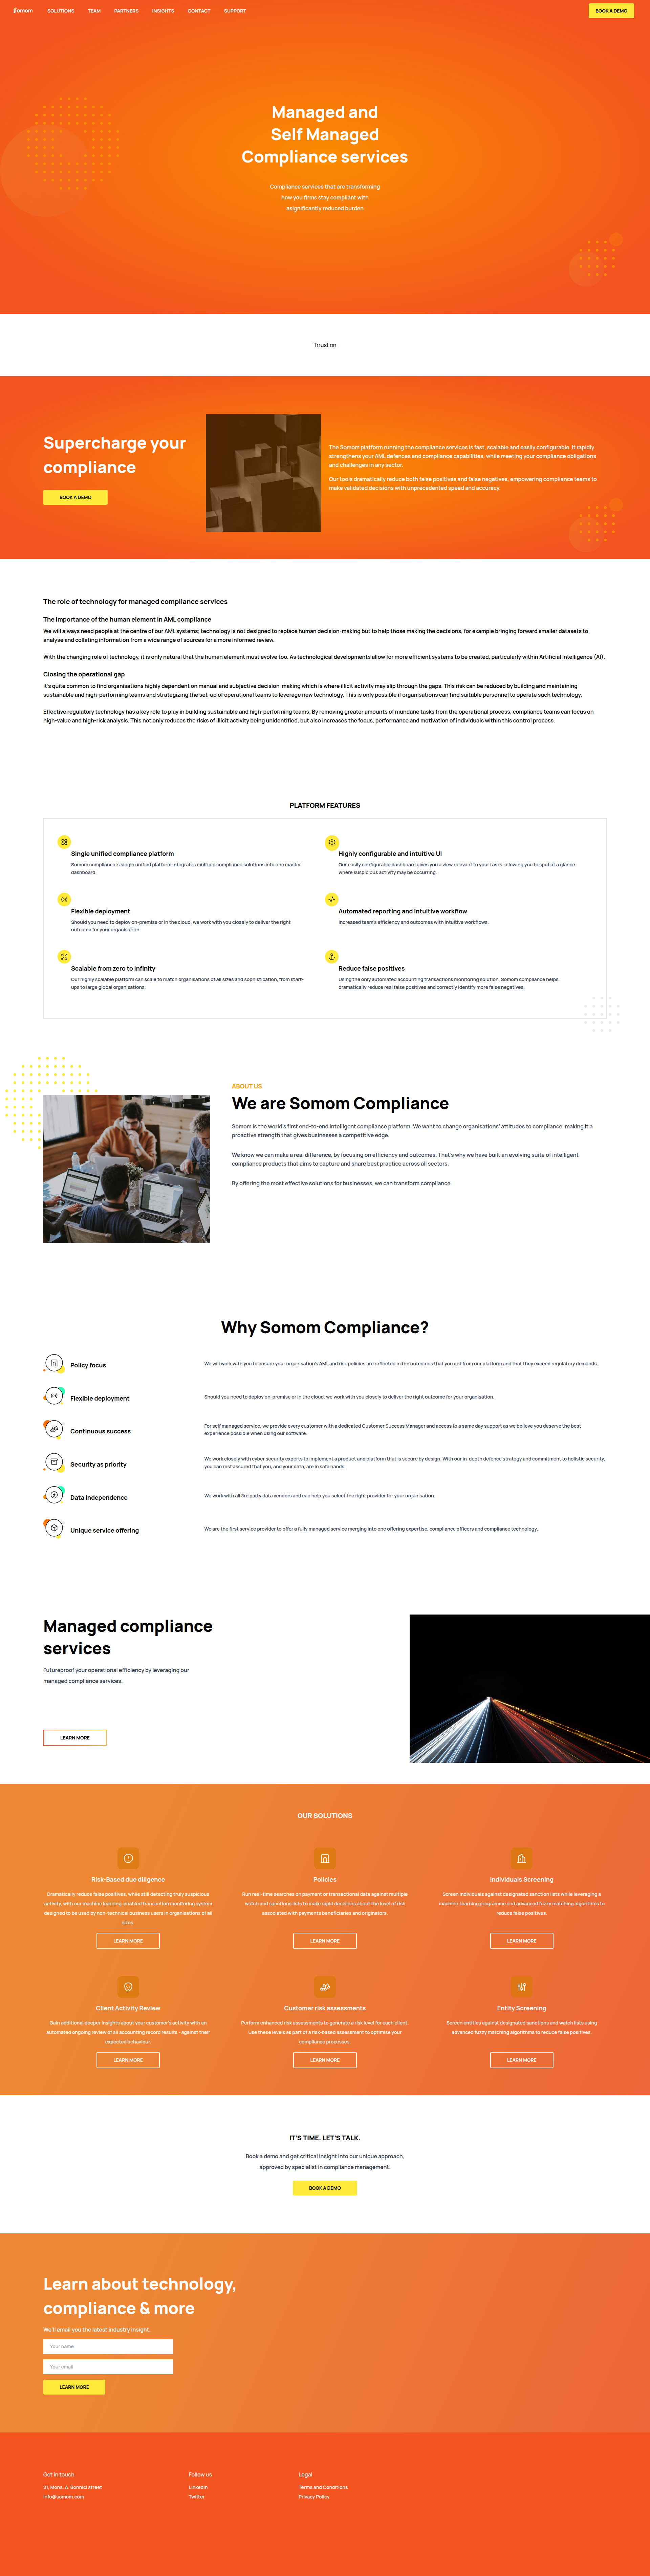 Somom
SOLUTIONS
TEAM
PARTNERS
INSIGHTS
CONTACT
SUPPORT
BOOK A DEMO
Managed and
Self Managed
Compliance services
Compliance services that are transforming
how you firms stay compliant with
asignificantly reduced burden
Trrust on
Supercharge your
compliance
BOOK A DEMO
The Somom platform running the compliance services is fast, scalable and easily configurable. It rapidly
strengthens your AML defences and compliance capabilities, while meeting your compliance obligations
and challenges in any sector.
Our tools dramatically reduce both false positives and false negatives, empowering compliance teams to
make validated decisions with unprecedented speed and accuracy.
The role of technology for managed compliance services
The importance of the human element in AML compliance
We will always need people at the centre of our AML systems; technology is not designed to replace human decision-making but to help those making the decisions, for example bringing forward smaller datasets to
analyse and collating information from a wide range of sources for a more informed review.
With the changing role of technology, it is only natural that the human element must evolve too. As technological developments allow for more efficient systems to be created, particularly within Artificial Intelligence (AI).
Closing the operational gap
It's quite common to find organisations highly dependent on manual and subjective decision-making which is where illicit activity may slip through the gaps. This risk can be reduced by building and maintaining
sustainable and high-performing teams and strategizing the set-up of operational teams to leverage new technology. This is only possible if organisations can find suitable personnel to operate such technology.
Effective regulatory technology has a key role to play in building sustainable and high-performing teams. By removing greater amounts of mundane tasks from the operational process, compliance teams can focus on
high-value and high-risk analysis. This not only reduces the risks of illicit activity being unidentified, but also increases the focus, performance and motivation of individuals within this control process.
PLATFORM FEATURES
Single unified compliance platform
Somom compliance 's single unified platform integrates multiple compliance solutions into one master
dashboard.
Highly configurable and intuitive UI
Our easily configurable dashboard gives you a view relevant to your tasks, allowing you to spot at a glance
where suspicious activity may be occurring.
Flexible deployment
Should you need to deploy on-premise or in the cloud, we work with you closely to deliver the right
outcome for your organisation.
Automated reporting and intuitive workflow
Increased team's efficiency and outcomes with intuitive workflows.
Scalable from zero to infinity
Our highly scalable platform can scale to match organisations of all sizes and sophistication, from start-
ups to large global organisations.
Reduce false positives
Using the only automated accounting transactions monitoring solution, Somom compliance helps
dramatically reduce real false positives and correctly identify more false negatives.
ABOUT US
We are Somom Compliance
Somom is the world's first end-to-end intelligent compliance platform. We want to change organisations' attitudes to compliance, making it a
proactive strength that gives businesses a competitive edge.
We know we can make a real difference, by focusing on efficiency and outcomes. That's why we have built an evolving suite of intelligent
compliance products that aims to capture and share best practice across all sectors.
By offering the most effective solutions for businesses, we can transform compliance.
Why Somom Compliance?
Policy focus
We will work with you to ensure your organisation's AML and risk policies are reflected in the outcomes that you get from our platform and that they exceed regulatory demands.
Flexible deployment
Should you need to deploy on-premise or in the cloud, we work with you closely to deliver the right outcome for your organisation.
Continuous success
For self managed service, we provide every customer with a dedicated Customer Success Manager and access to a same day support as we believe you deserve the best
experience possible when using our software.
Security as priority
We work closely with cyber security experts to implement a product and platform that is secure by design. With our in-depth defence strategy and commitment to holistic security,
you can rest assured that you, and your data, are in safe hands.
Data independence
We work with all 3rd party data vendors and can help you select the right provider for your organisation.
Unique service offering
We are the first service provider to offer a fully managed service merging into one offering expertise, compliance officers and compliance technology.
Managed compliance
services
Futureproof your operational efficiency by leveraging our
managed compliance services.
LEARN MORE
OUR SOLUTIONS
Risk-Based due diligence
Dramatically reduce false positives, while still detecting truly suspicious
activity, with our machine learning-enabled transaction monitoring system
designed to be used by non-technical business users in organisations of all
sizes.
LEARN MORE
Policies
Run real-time searches on payment or transactional data against multiple
watch and sanctions lists to make rapid decisions about the level of risk
associated with payments beneficiaries and originators.
LEARN MORE
Individuals Screening
Screen individuals against designated sanction lists while leveraging a
machine-learning programme and advanced fuzzy matching algorithms to
reduce false positives.
LEARN MORE
Client Activity Review
Gain additional deeper insights about your customer's activity with an
automated ongoing review of all accounting record results - against their
expected behaviour.
LEARN MORE
Customer risk assessments
Perform enhanced risk assessments to generate a risk level for each client.
Use these levels as part of a risk-based assessment to optimise your
compliance processes.
LEARN MORE
Entity Screening
Screen entities against designated sanctions and watch lists using
advanced fuzzy matching algorithms to reduce false positives.
LEARN MORE
IT'S TIME. LET'S TALK.
Book a demo and get critical insight into our unique approach,
approved by specialist in compliance management.
BOOK A DEMO
Learn about technology,
compliance & more
We'll email you the latest industry insight.
Your name
Your email
LEARN MORE
Get in touch
21, Mons. A. Bonnici street
info@somom.com
Follow us
LinkedIn
Twitter
Legal
Terms and Conditions
Privacy Policy